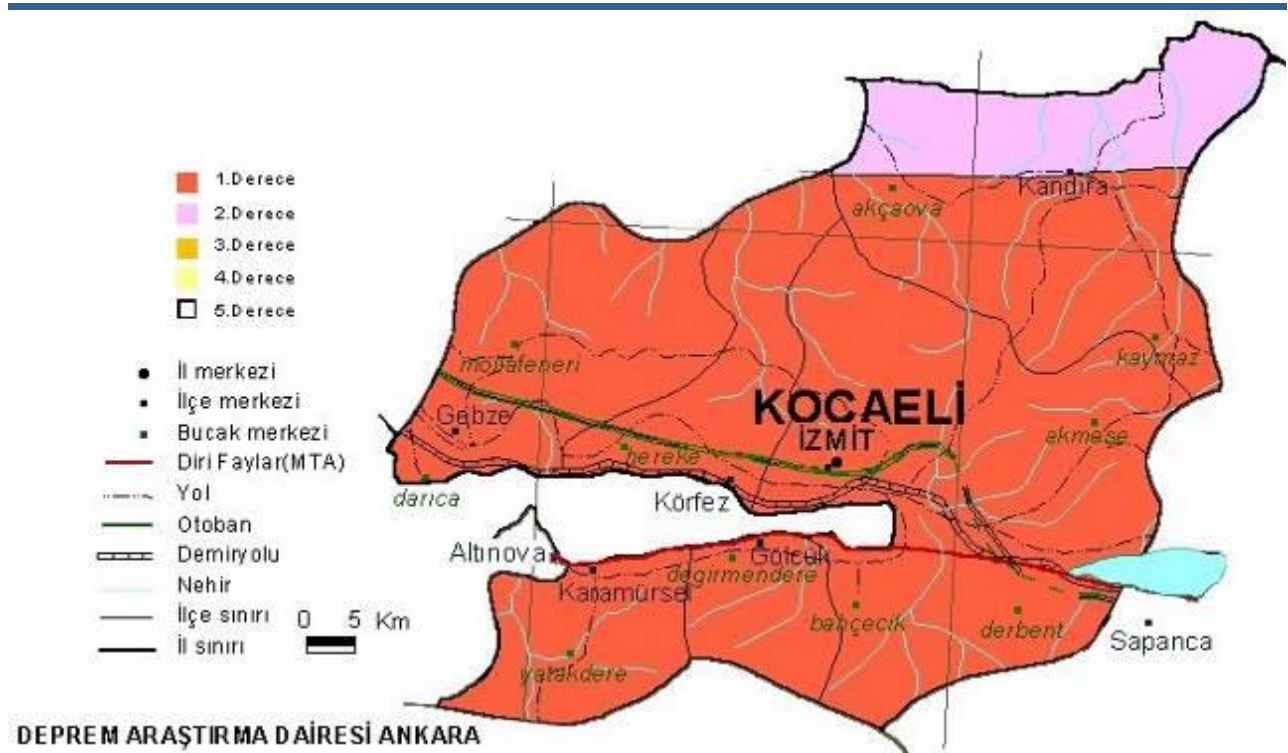 1.Derece
2.Derece
3.Derece
4.Derece
5.Derece
İl merkezi
İlçe merkezi
Bucak merkezi
Diri Faylar(MTA)
Yol
Otoban
Demiryolu
Nehir
İlçe sınırı
İl sınırı
0 5 Km
Kandıra
akçaova
mollafeneri
kaymaz
KOCAELİ
İZMİT
Gebze
akmeşe
hereke
darıca
Körfez
Altınova
Gölcük
değirmendere
Karamürsel
bahçecik
derbent
Sapanca
yalakdere
DEPREM ARAŞTIRMA DAİRESİ ANKARA